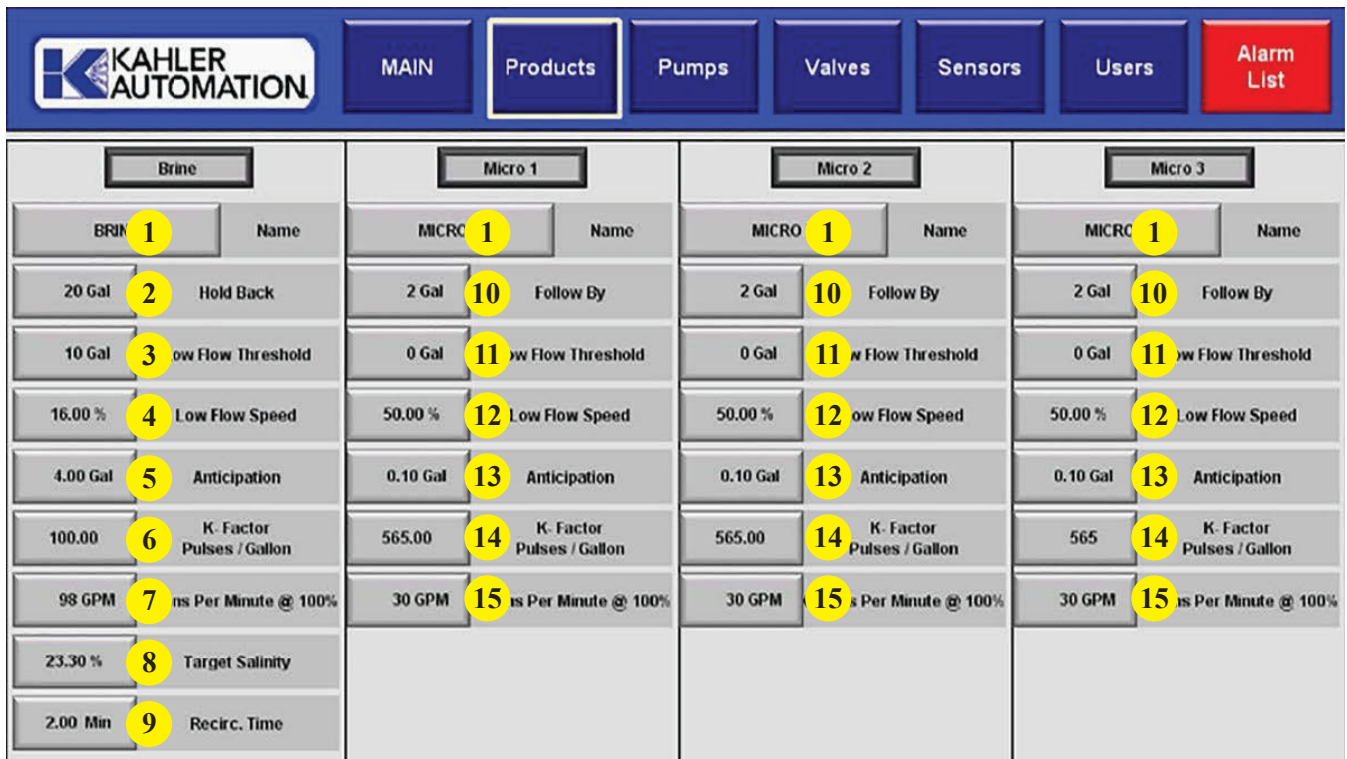 KAHLER
AUTOMATION
MAIN
Products
Pumps
Valves
Sensors
Users
Alarm
List
Brine
1
Name
20 Gal 2 Hold Back
10 Gal 3 Flow Threshold
16.00 % 4 Low Flow Speed
4.00 Gal 5 Anticipation
100.00 6 K- Factor
Pulses / Gallon
98 GPM 7 Per Minute @ 100%
23.30 % 8 Target Salinity
2.00 Min 9 Recirc. Time
Micro 1
1
Name
2 Gal 10 Follow By
0 Gal 11 Flow Threshold
50.00 % 12 Low Flow Speed
0.10 Gal 13 Anticipation
565.00 14 K- Factor
Pulses / Gallon
30 GPM 15 Per Minute @ 100%
Micro 2
MICRO 1 Name
2 Gal 10 Follow By
0 Gal 11 Flow Threshold
50.00 % 12 Flow Speed
0.10 Gal 13 Anticipation
565.00 14 K- Factor
Pulses / Gallon
30 GPM 15 Per Minute @ 100%
Micro 3
1
Name
2 Gal 10 Follow By
0 Gal 11 Flow Threshold
50.00 % 12 Low Flow Speed
0.10 Gal 13 Anticipation
565 14 K- Factor
Pulses / Gallon
30 GPM 15 Per Minute @ 100%